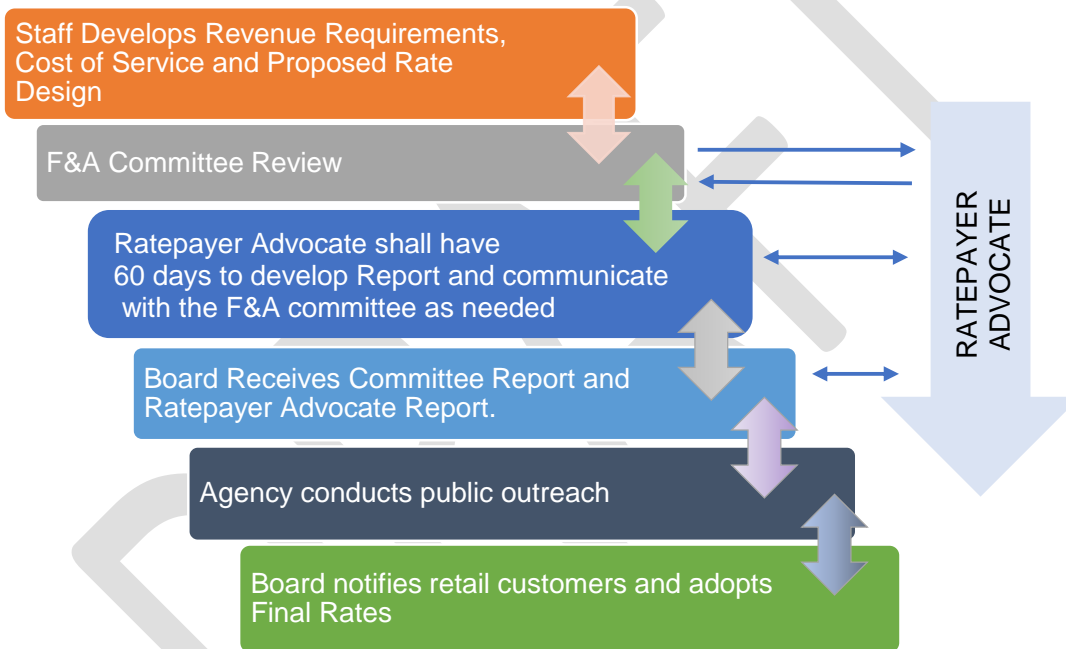 Staff Develops Revenue Requirements,
Cost of Service and Proposed Rate
Design
F&A Committee Review
Ratepayer Advocate shall have
60 days to develop Report and communicate
with the F&A committee as needed
Board Receives Committee Report and
Ratepayer Advocate Report.
Agency conducts public outreach
Board notifies retail customers and adopts
Final Rates
RATEPAYER
ADVOCATE